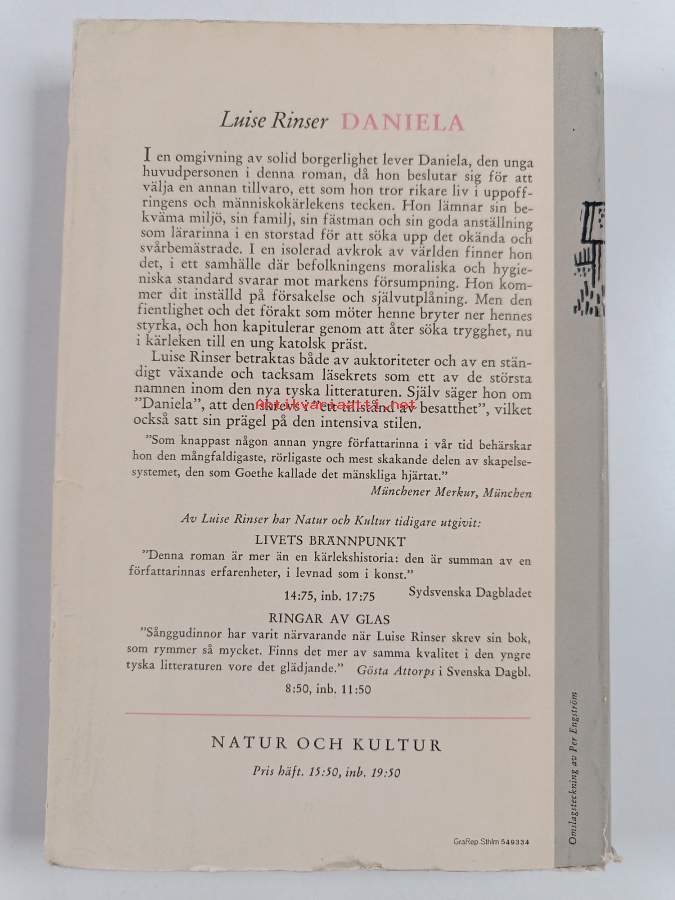 Luise Rinser DANIELA
I en omgivning av solid borgerlighet lever Daniela, den unga
huvudpersonen i denna roman, då hon beslutar sig för att
välja en annan tillvaro, ett som hon tror rikare liv i uppoff-
ringens och människokärlekens tecken. Hon lämnar sin be-
kväma miljö, sin familj, sin fästman och sin goda anställning
som lärarinna i en storstad för att söka upp det okända och
svårbemästrade. I en isolerad avkrok av världen finner hon
det, i ett samhälle där befolkningens moraliska och hygie-
niska standard svarar mot markens försumpning. Hon kom-
mer dit inställd på försakelse och självutplåning. Men den
fientlighet och det förakt som möter henne bryter ner hennes
styrka, och hon kapitulerar genom att åter söka trygghet, nu
i kärleken till en ung katolsk präst.
Luise Rinser betraktas både av auktoriteter och av en stän-
digt växande och tacksam läsekrets som ett av de största
namnen inom den nya tyska litteraturen. Själv säger hon om
"Daniela", att den skrevs i "ett tillstånd av besatthet", vilket
också satt sin prägel på den intensiva stilen.
"Som knappast någon annan yngre författarinna i vår tid behärskar
hon den mångfaldigaste, rörligaste och mest skakande delen av skapelse-
systemet, den som Goethe kallade det mänskliga hjärtat."
Münchener Merkur, München
Av Luise Rinser har Natur och Kultur tidigare utgivit:
LIVETS BRÄNNPUNKT
"Denna roman är mer än en kärlekshistoria: den är summan av en
författarinnas erfarenheter, i levnad som i konst."
14:75, inb. 17:75 Sydsvenska Dagbladet
RINGAR AV GLAS
"Sånggudinnor har varit närvarande när Luise Rinser skrev sin bok,
som rymmer så mycket. Finns det mer av samma kvalitet i den yngre
tyska litteraturen vore det glädjande." Gösta Attorps i Svenska Dagbl.
8:50, inb. 11:50
NATUR OCH KULTUR
Pris häft. 15:50, inb. 19:50
GraRep.Sthlm 549334
Omslagsteckning av Per Engström